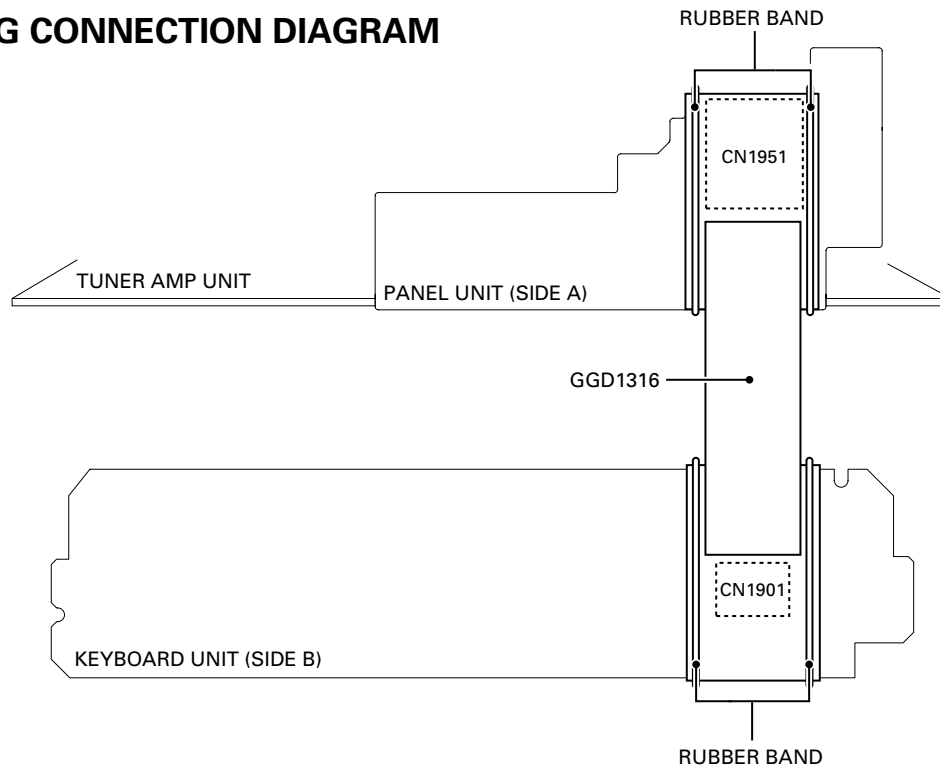 G CONNECTION DIAGRAM
RUBBER BAND
CN1951
TUNER AMP UNIT
PANEL UNIT (SIDE A)
GGD1316
CN1901
KEYBOARD UNIT (SIDE B)
RUBBER BAND